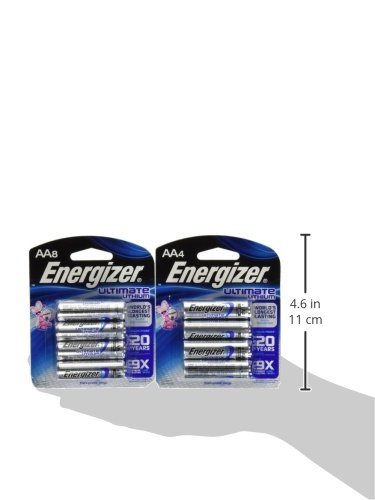 AA8
Energizer
ULTIMATE
LITHIUM
WORLD'S
LONGEST
LASTING
20
YEARS
9X
AA4
Energizer
ULTIMATE
LITHIUM
WORLD'S
LONGEST
LASTING
20
YEARS
9X
4.6 in
11 cm